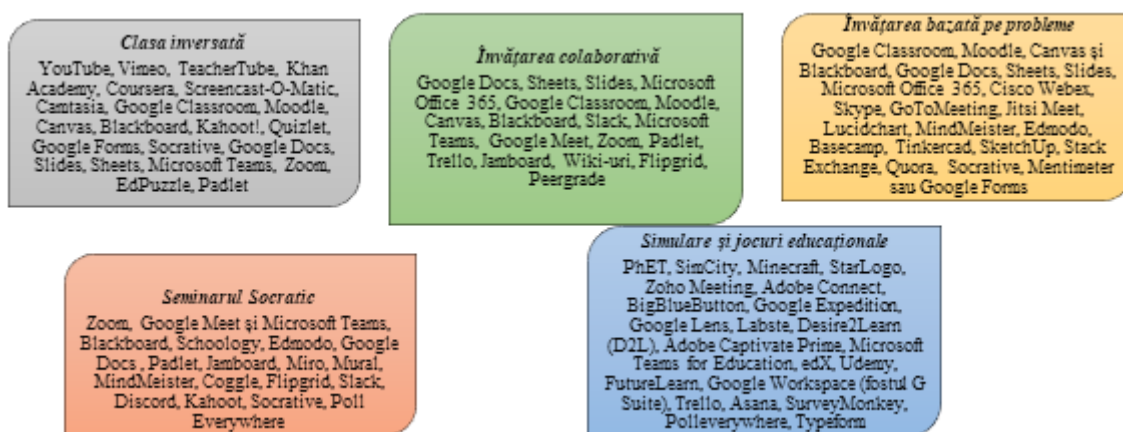 Clasa inversată
YouTube, Vimeo, TeacherTube, Khan
Academy, Coursera, Screencast-O-Matic,
Camtasia, Google Classroom, Moodle,
Canvas, Blackboard, Kahoot!, Quizlet,
Google Forms, Socrative, Google Docs,
Slides, Sheets, Microsoft Teams, Zoom,
EdPuzzle, Padlet
Învățarea colaborativă
Google Docs, Sheets, Slides, Microsoft
Office 365, Google Classroom, Moodle,
Canvas, Blackboard, Slack, Microsoft
Teams, Google Meet, Zoom, Padlet,
Trello, Jamboard, Wiki-uri, Flipgrid,
Peergrade
Învățarea bazată pe probleme
Google Classroom, Moodle, Canvas și
Blackboard, Google Docs, Sheets, Slides,
Microsoft Office 365, Cisco Webex,
Skype, GoToMeeting, Jitsi Meet,
Lucidchart, MindMeister, Edmodo,
Basecamp, Tinkercad, SketchUp, Stack
Exchange, Quora, Socrative, Mentimeter
sau Google Forms
Seminarul Socratic
Zoom, Google Meet și Microsoft Teams,
Blackboard, Schoology, Edmodo, Google
Docs , Padlet, Jamboard, Miro, Mural,
MindMeister, Coggle, Flipgrid, Slack,
Discord, Kahoot, Socrative, Poll
Everywhere
Simulare și jocuri educaționale
PhET, SimCity, Minecraft, StarLogo,
Zoho Meeting, Adobe Connect,
BigBlueButton, Google Expedition,
Google Lens, Labste, Desire2Learn
(D2L), Adobe Captivate Prime, Microsoft
Teams for Education, edX, Udemy,
FutureLearn, Google Workspace (fostul G
Suite), Trello, Asana, SurveyMonkey,
Polleverywhere, Typeform